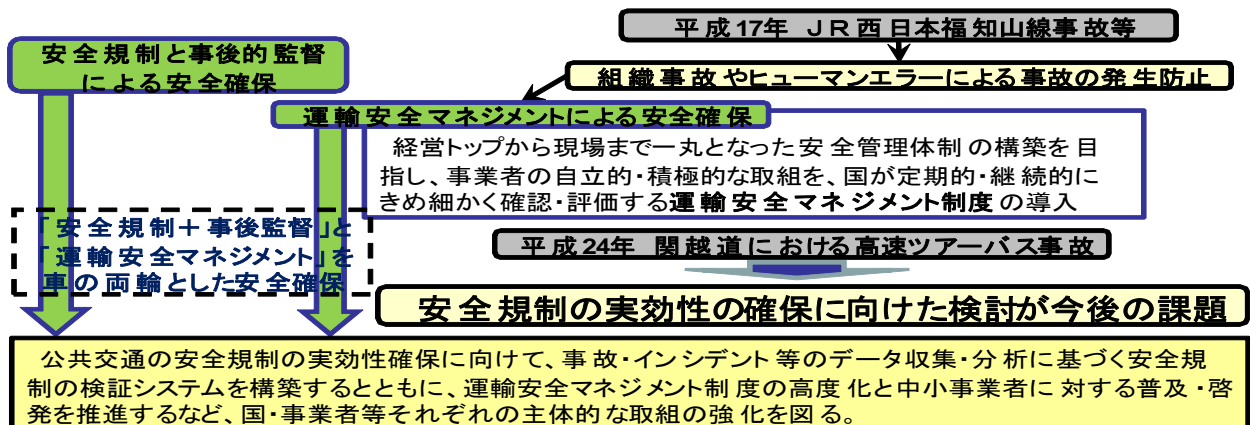 平成17年 JR西日本福知山線事故等
安全規制と事後的監督
による安全確保
組織事故やヒューマンエラーによる事故の発生防止
運輸安全マネジメントによる安全確保
経営トップから現場まで一丸となった安全管理体制の構築を目
指し、事業者の自立的・積極的な取組を、国が定期的・継続的に
きめ細かく確認・評価する運輸安全マネジメント制度の導入
「安全規制＋事後監督」と
「運輸安全マネジメント」を
車の両輪とした安全確保
平成24年 関越道における高速ツアーバス事故
安全規制の実効性の確保に向けた検討が今後の課題
公共交通の安全規制の実効性確保に向けて、事故・インシデント等のデータ収集・分析に基づく安全規
制の検証システムを構築するとともに、運輸安全マネジメント制度の高度化と中小事業者に対する普及・啓
発を推進するなど、国・事業者等それぞれの主体的な取組の強化を図る。